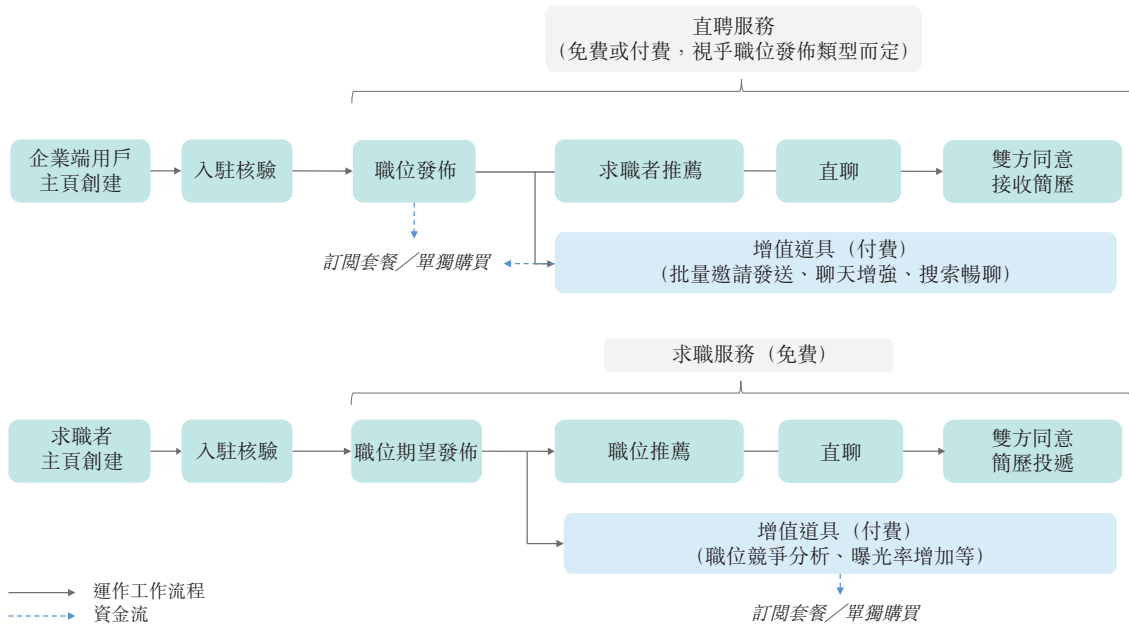 直聘服務
（免費或付費，視乎職位發佈類型而定）
企業端用戶
主頁創建
入駐核驗
職位發佈
求職者推薦
直聊
雙方同意
接收簡歷
訂閱套餐／單獨購買
增值道具（付費）
（批量邀請發送、聊天增強、搜索暢聊）
求職服務（免費）
求職者
主頁創建
入駐核驗
職位期望發佈
職位推薦
直聊
雙方同意
簡歷投遞
增值道具（付費）
（職位競爭分析、曝光率增加等）
訂閱套餐／單獨購買
運作工作流程
資金流